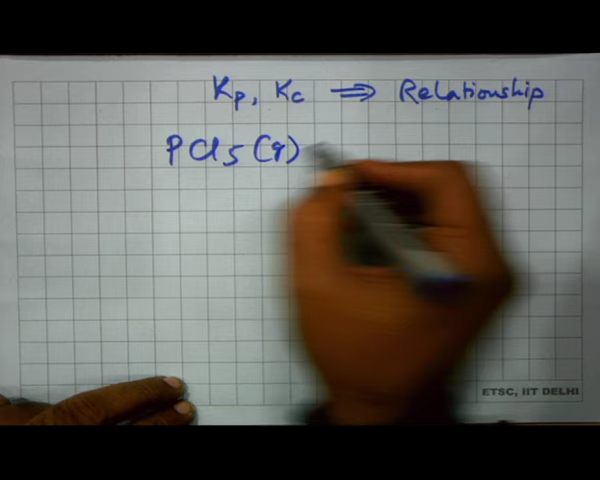 Kp, Kc ⇒ Relationship
PCl5 (g)
ETSC, IIT DELHI